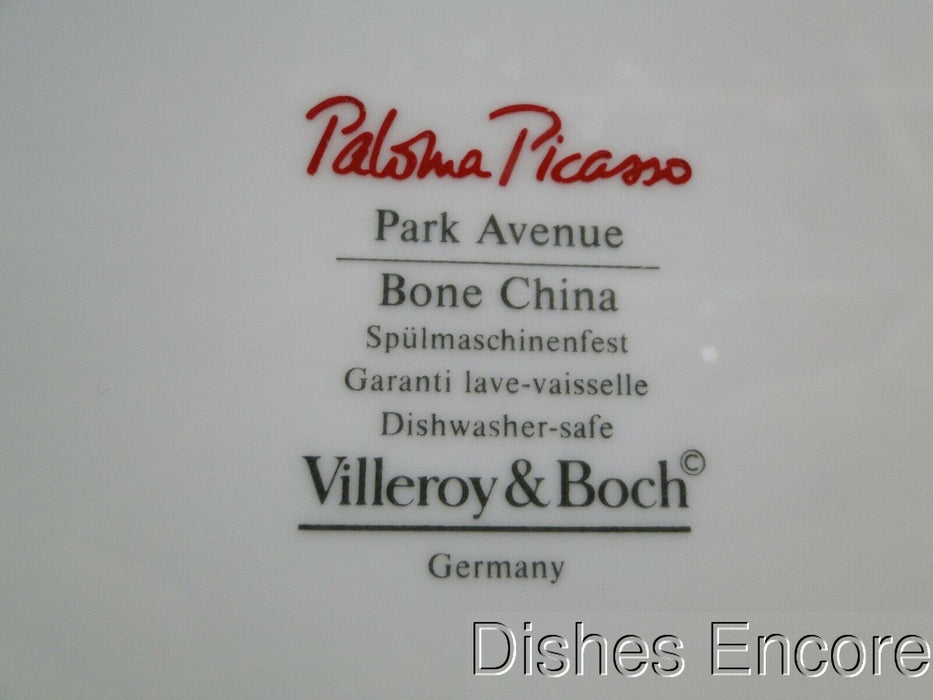 Paloma Picasso
Park Avenue
Bone China
Spülmaschinenfest
Garanti lave-vaisselle
Dishwasher-safe
Villeroy & Boch©
Germany
Dishes Encore